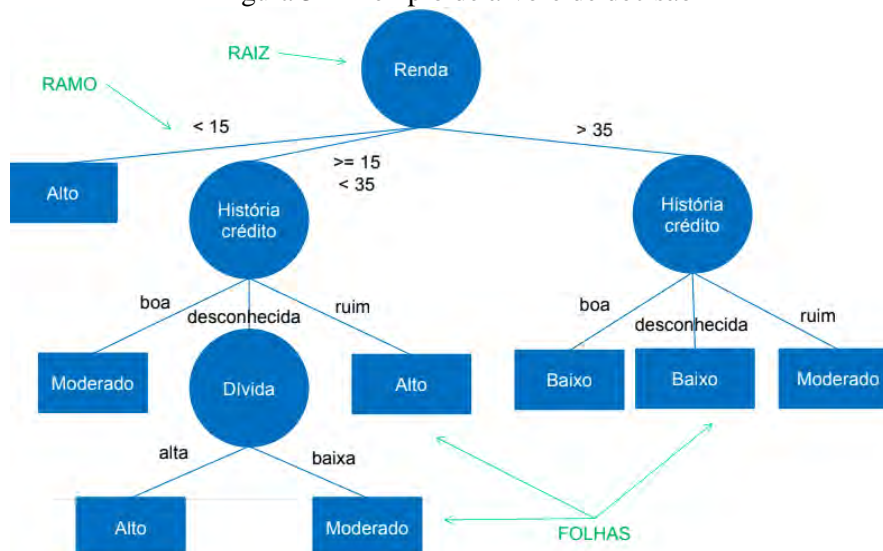 RAIZ
Renda
RAMO
< 15
> 35
>= 15
< 35
Alto
História
crédito
História
crédito
boa
desconhecida
ruim
boa
desconhecida
ruim
Moderado
Dívida
Alto
Baixo
Baixo
Moderado
alta
baixa
Alto
Moderado
FOLHAS